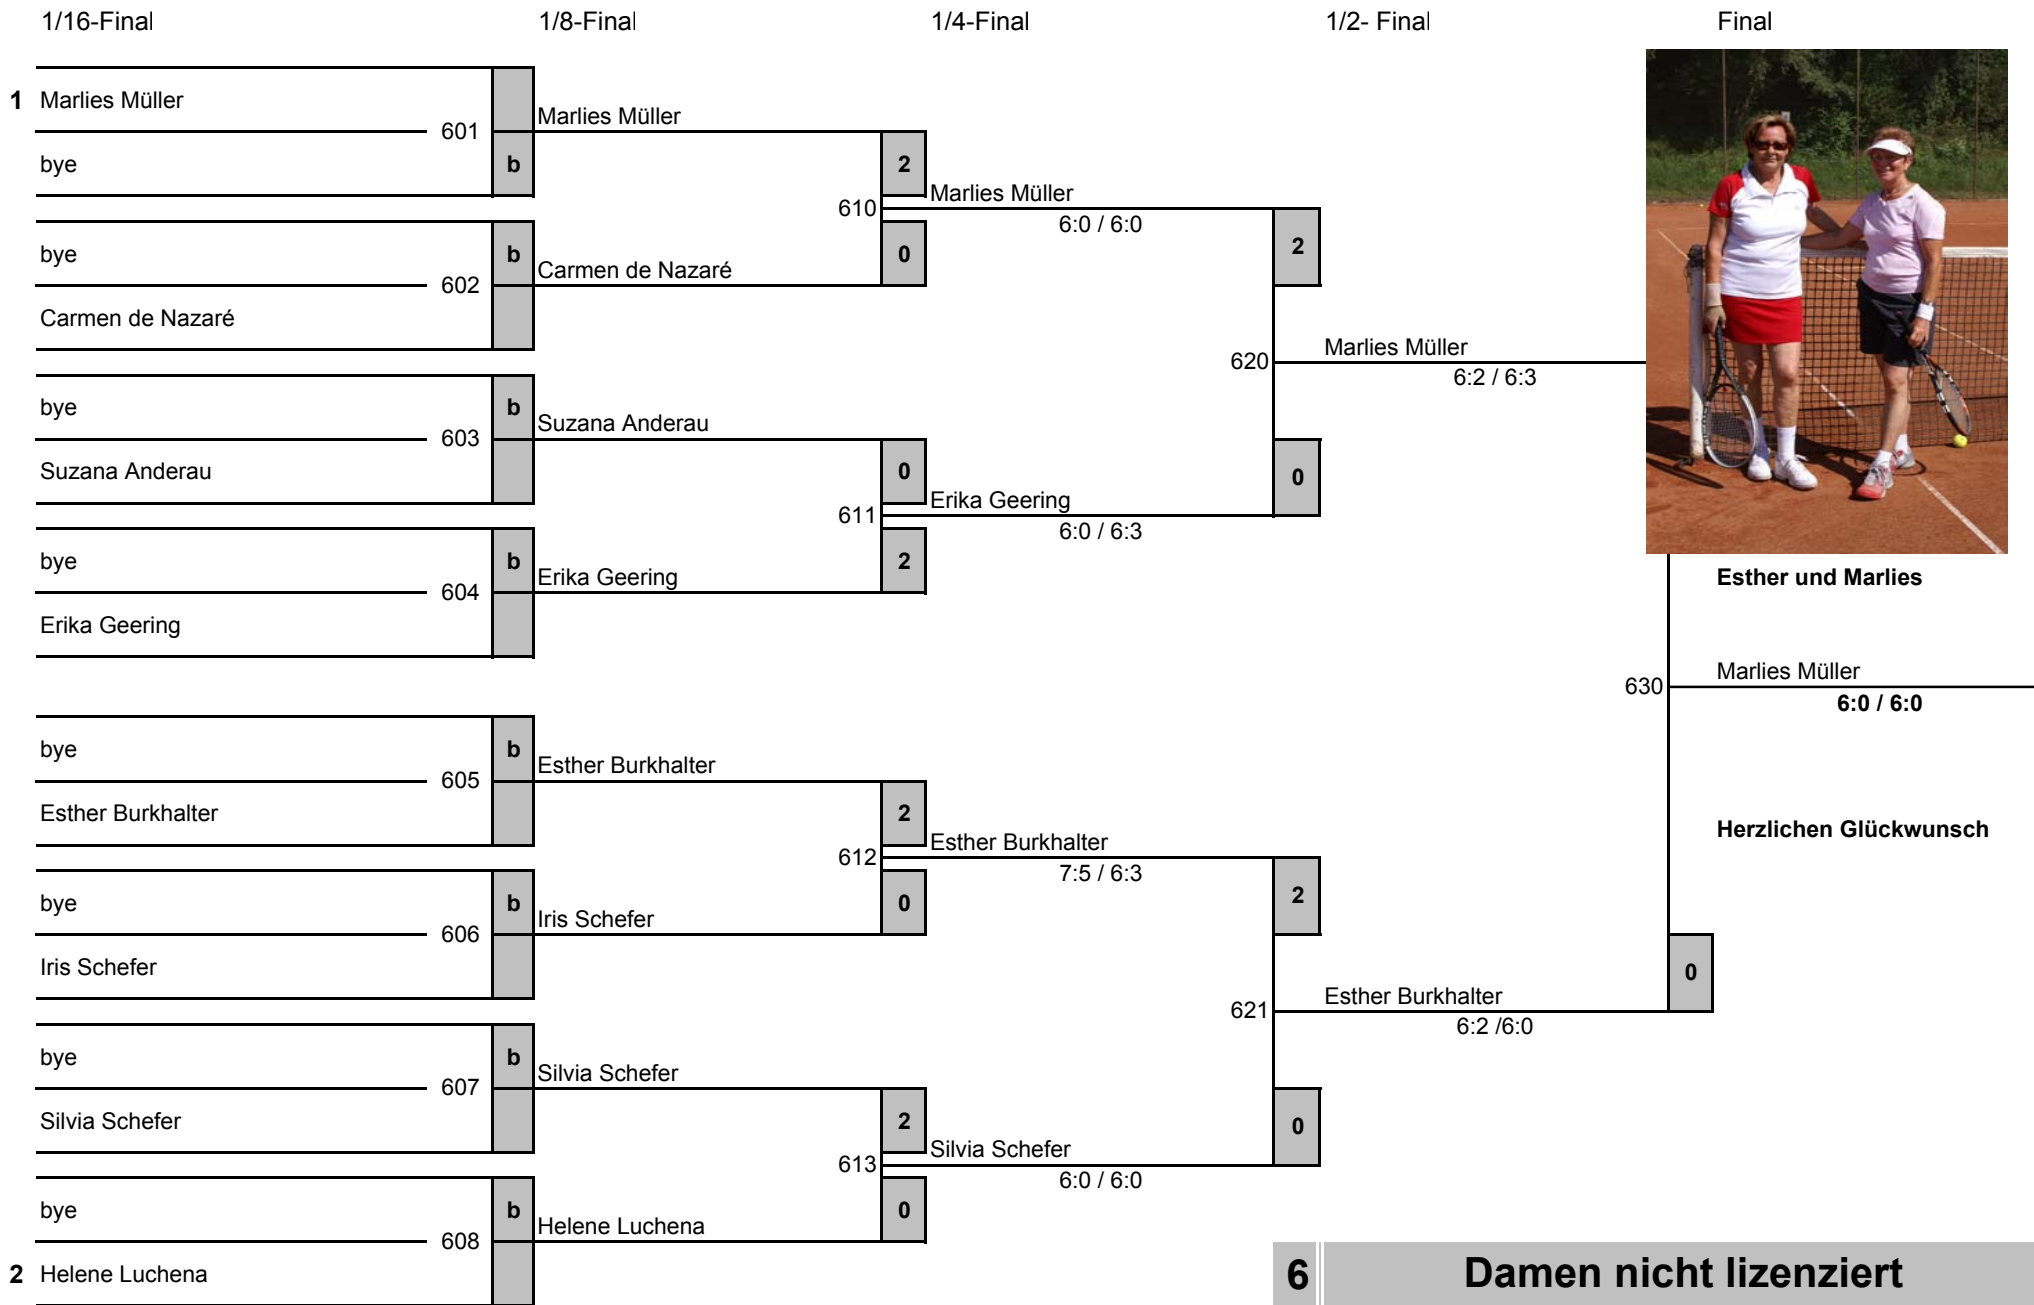 1/16-Final 1/8-Final 1/4-Final 1/2- Final Final
1 Marlies Müller
601
Marlies Müller
bye b
2
Marlies Müller
610
6:0 / 6:0
bye b
0
2
Carmen de Nazaré
602
Carmen de Nazaré
Marlies Müller
620
6:2 / 6:3
bye b
Suzana Anderau
603
Suzana Anderau
0
0
Erika Geering
611
6:0 / 6:3
bye b
2
Erika Geering
604
Erika Geering
Esther und Marlies
Marlies Müller
630
6:0 / 6:0
bye b
Esther Burkhalter
605
Esther Burkhalter
2
Herzlichen Glückwunsch
Esther Burkhalter
612
7:5 / 6:3
bye b
0
2
Iris Schefer
606
Iris Schefer
0
Esther Burkhalter
621
6:2 /6:0
bye b
Silvia Schefer
607
Silvia Schefer
2
0
Silvia Schefer
613
6:0 / 6:0
bye b
0
Helene Luchena
608
2 Helene Luchena
6 Damen nicht lizenziert